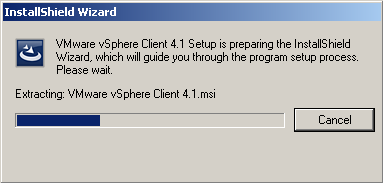 InstallShield Wizard
VMware vSphere Client 4.1 Setup is preparing the InstallShield
Wizard, which will guide you through the program setup process.
Please wait.
Extracting: VMware vSphere Client 4.1.msi
Cancel